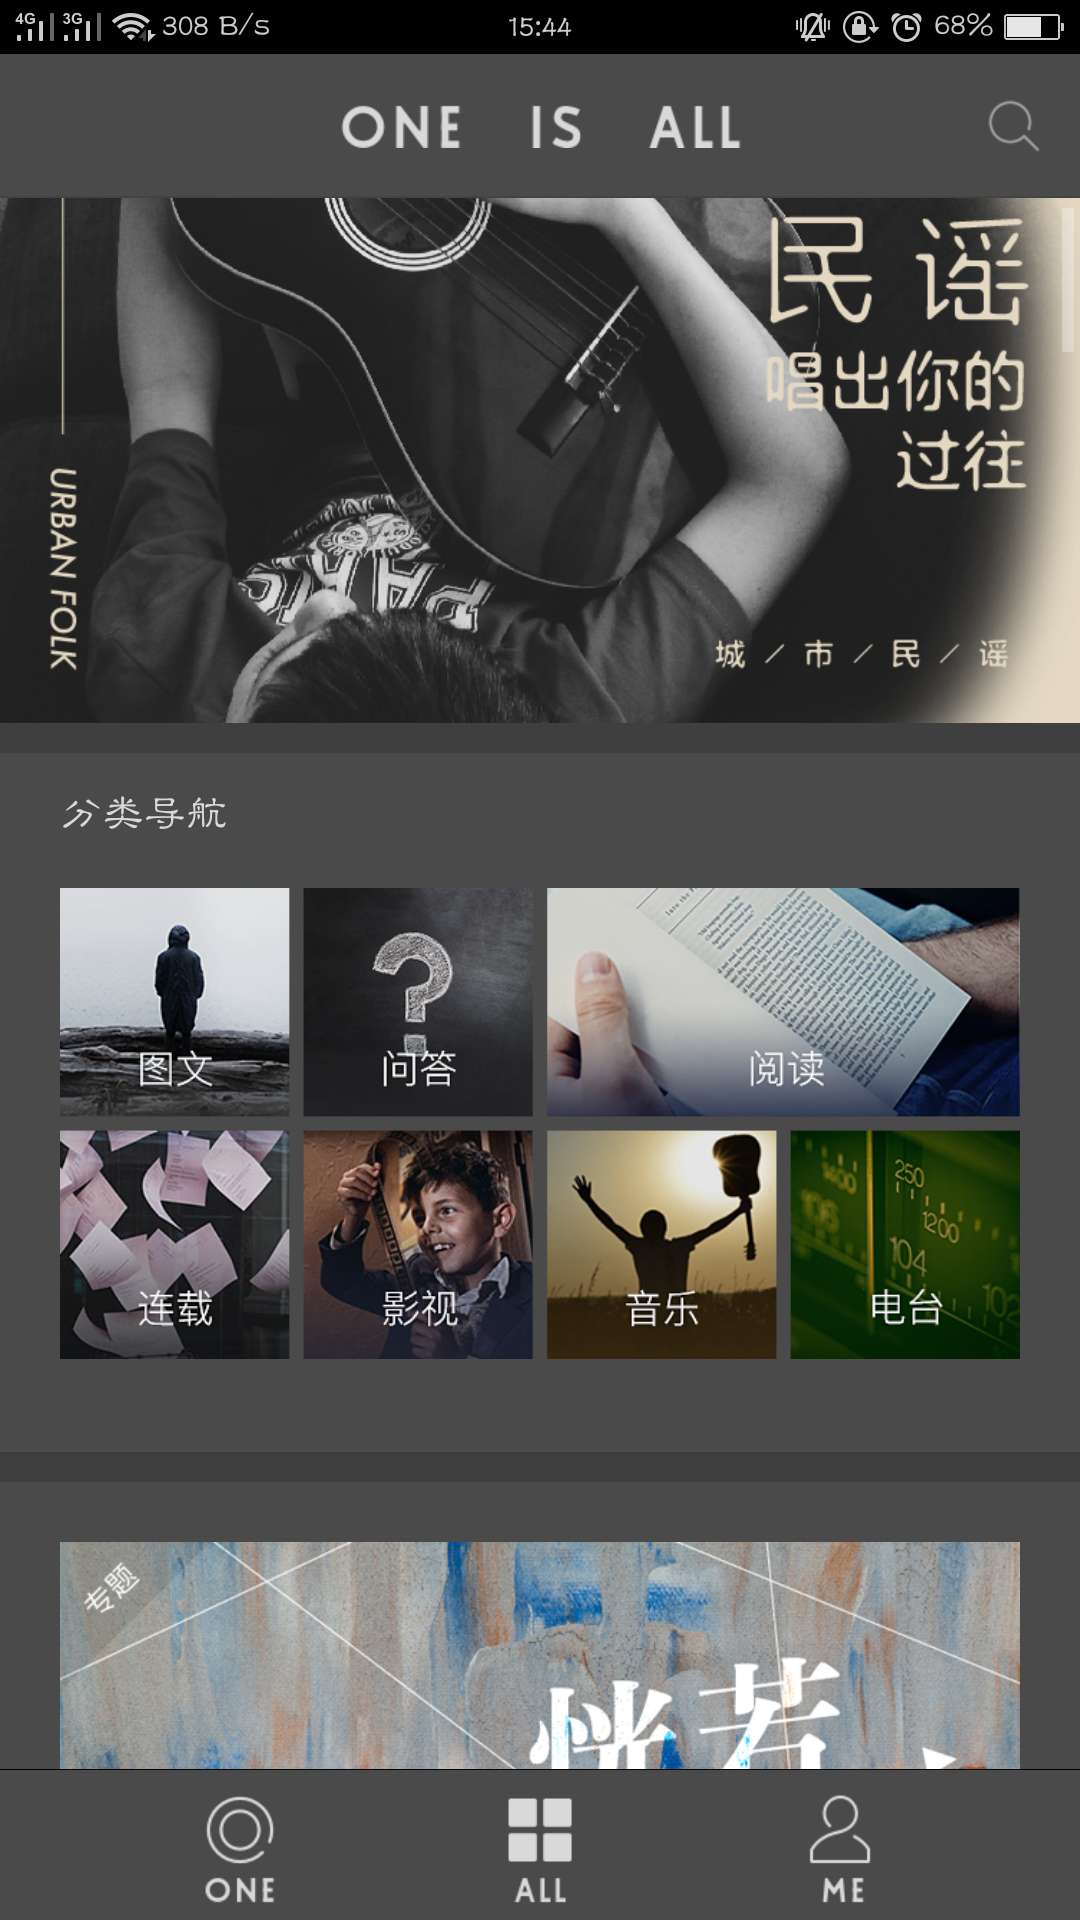 4G 3G 308 B/s 15:44 68%
ONE IS ALL
民谣
唱出你的
过往
URBAN FOLK
城/市/民/谣
分类导航
图文 问答 阅读
连载 影视 音乐 电台
专题
恍若
ONE ALL ME